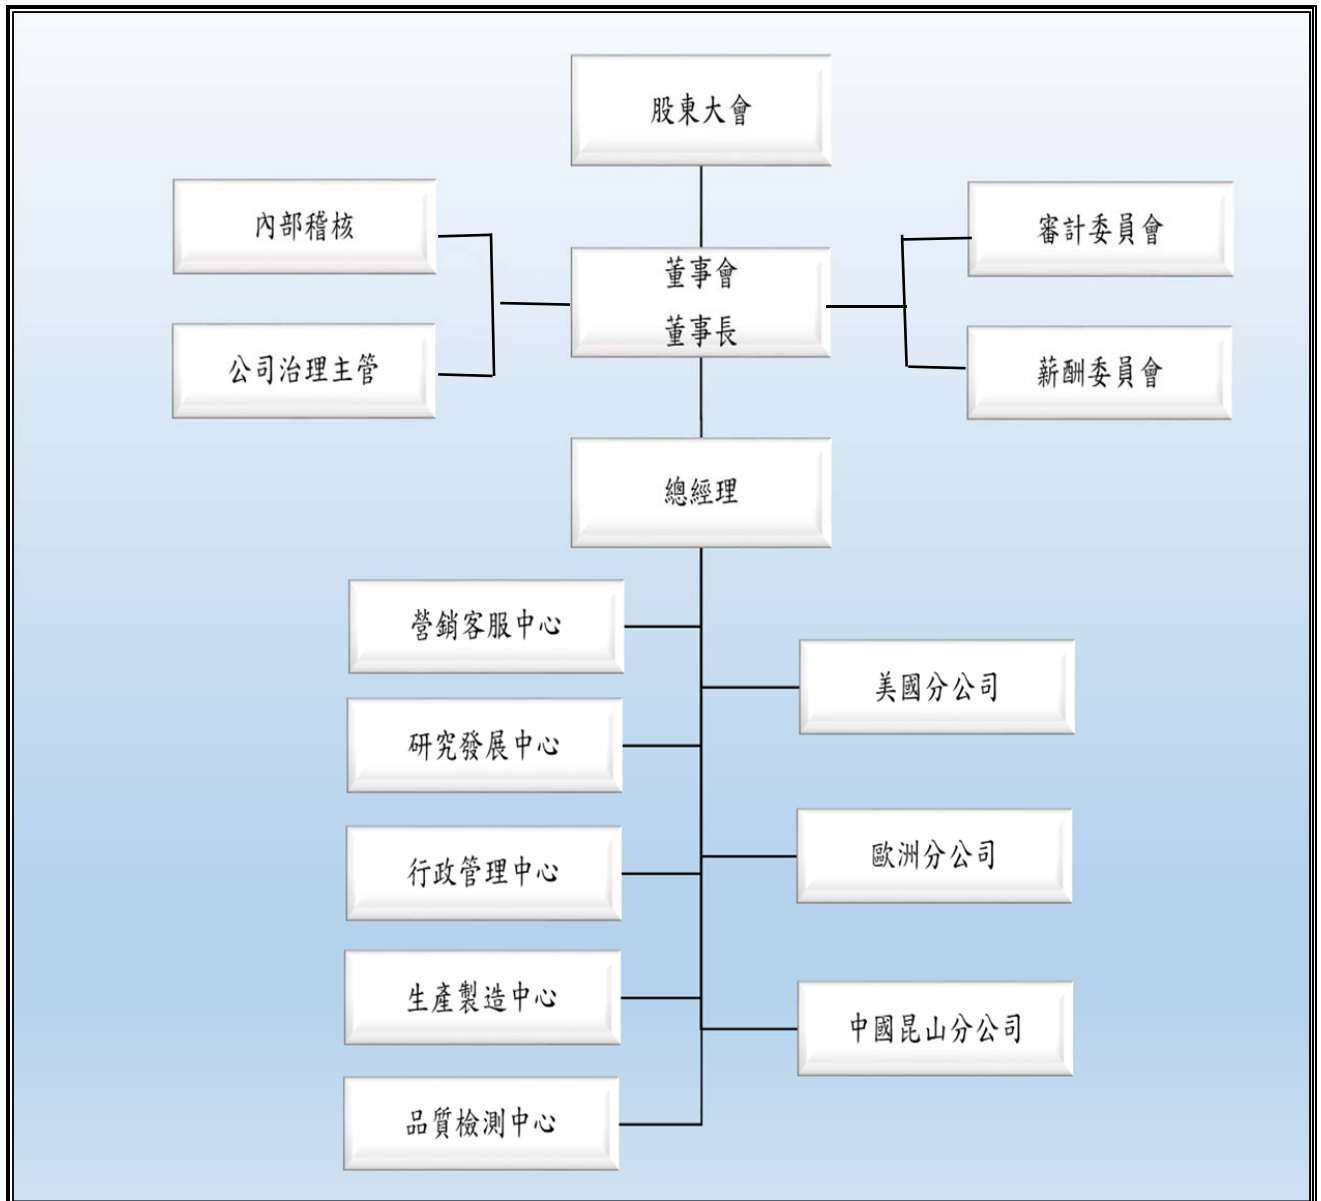 股東大會
內部稽核
審計委員會
董事會
董事長
公司治理主管
薪酬委員會
總經理
營銷客服中心
美國分公司
研究發展中心
歐洲分公司
行政管理中心
生產製造中心
中國昆山分公司
品質檢測中心